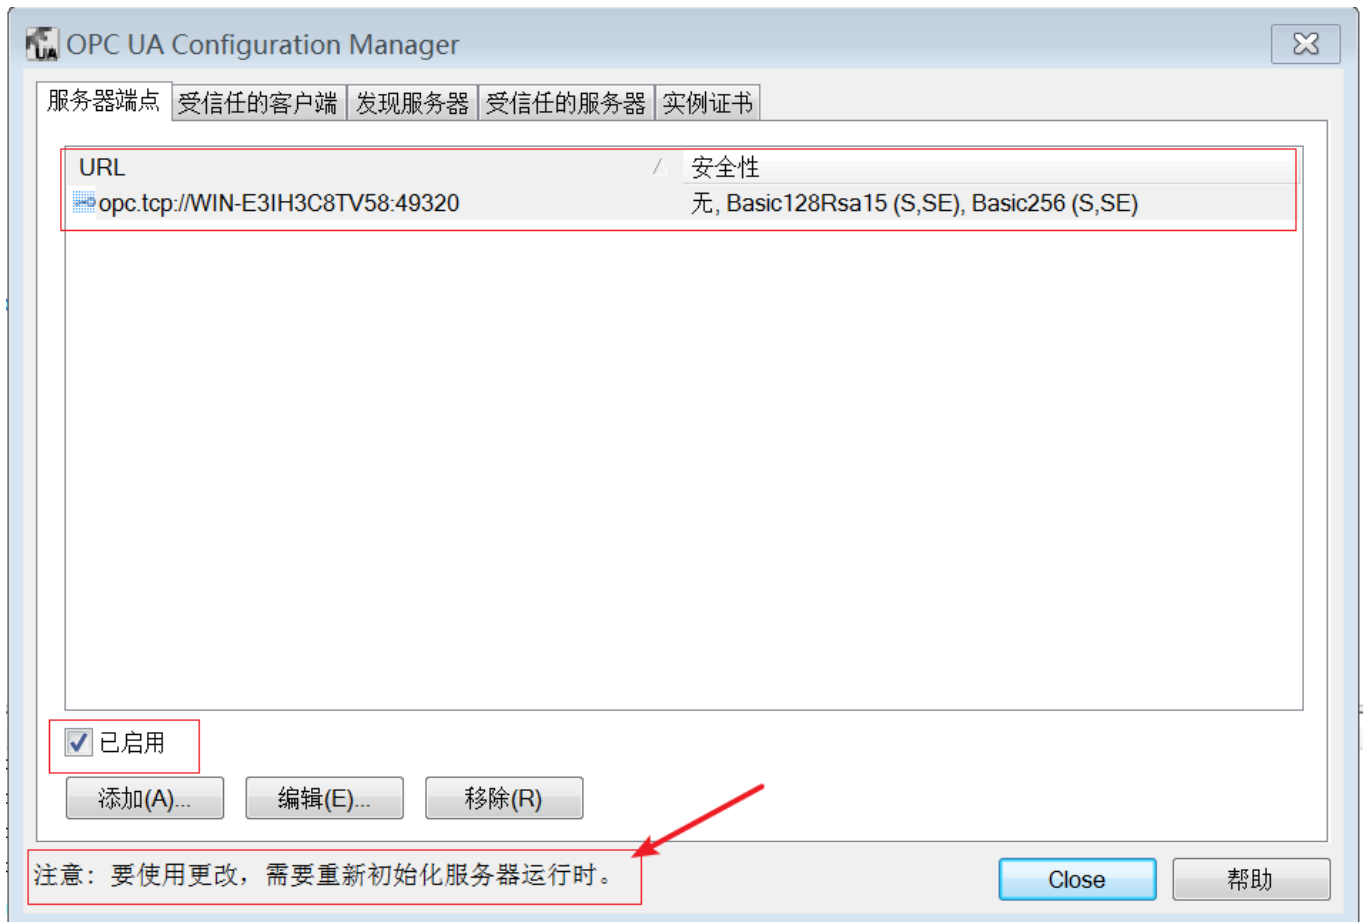 OPC UA Configuration Manager
服务器端点 受信任的客户端 发现服务器 受信任的服务器 实例证书
URL 安全性
opc.tcp://WIN-E3IH3C8TV58:49320 无, Basic128Rsa15 (S,SE), Basic256 (S,SE)
已启用
添加(A)... 编辑(E)... 移除(R)
注意: 要使用更改，需要重新初始化服务器运行时。 Close 帮助